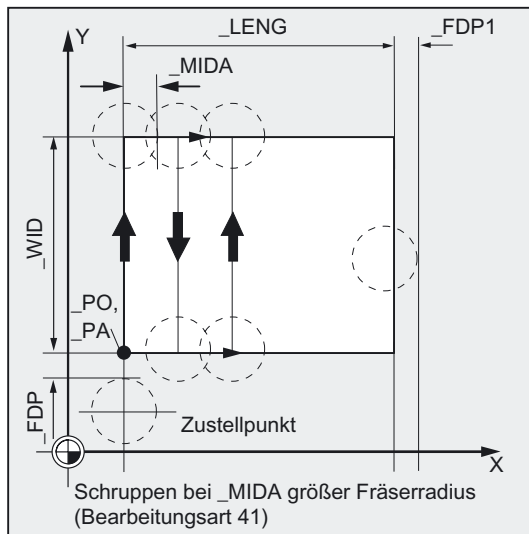 Y
_LENG
_FDP1
_MIDA
_WID
_PO,
_PA
_FDP
Zustellpunkt
X
Schruppen bei _MIDA größer Fräserradius
(Bearbeitungsart 41)